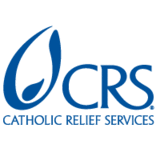 CRS
CATHOLIC RELIEF SERVICES